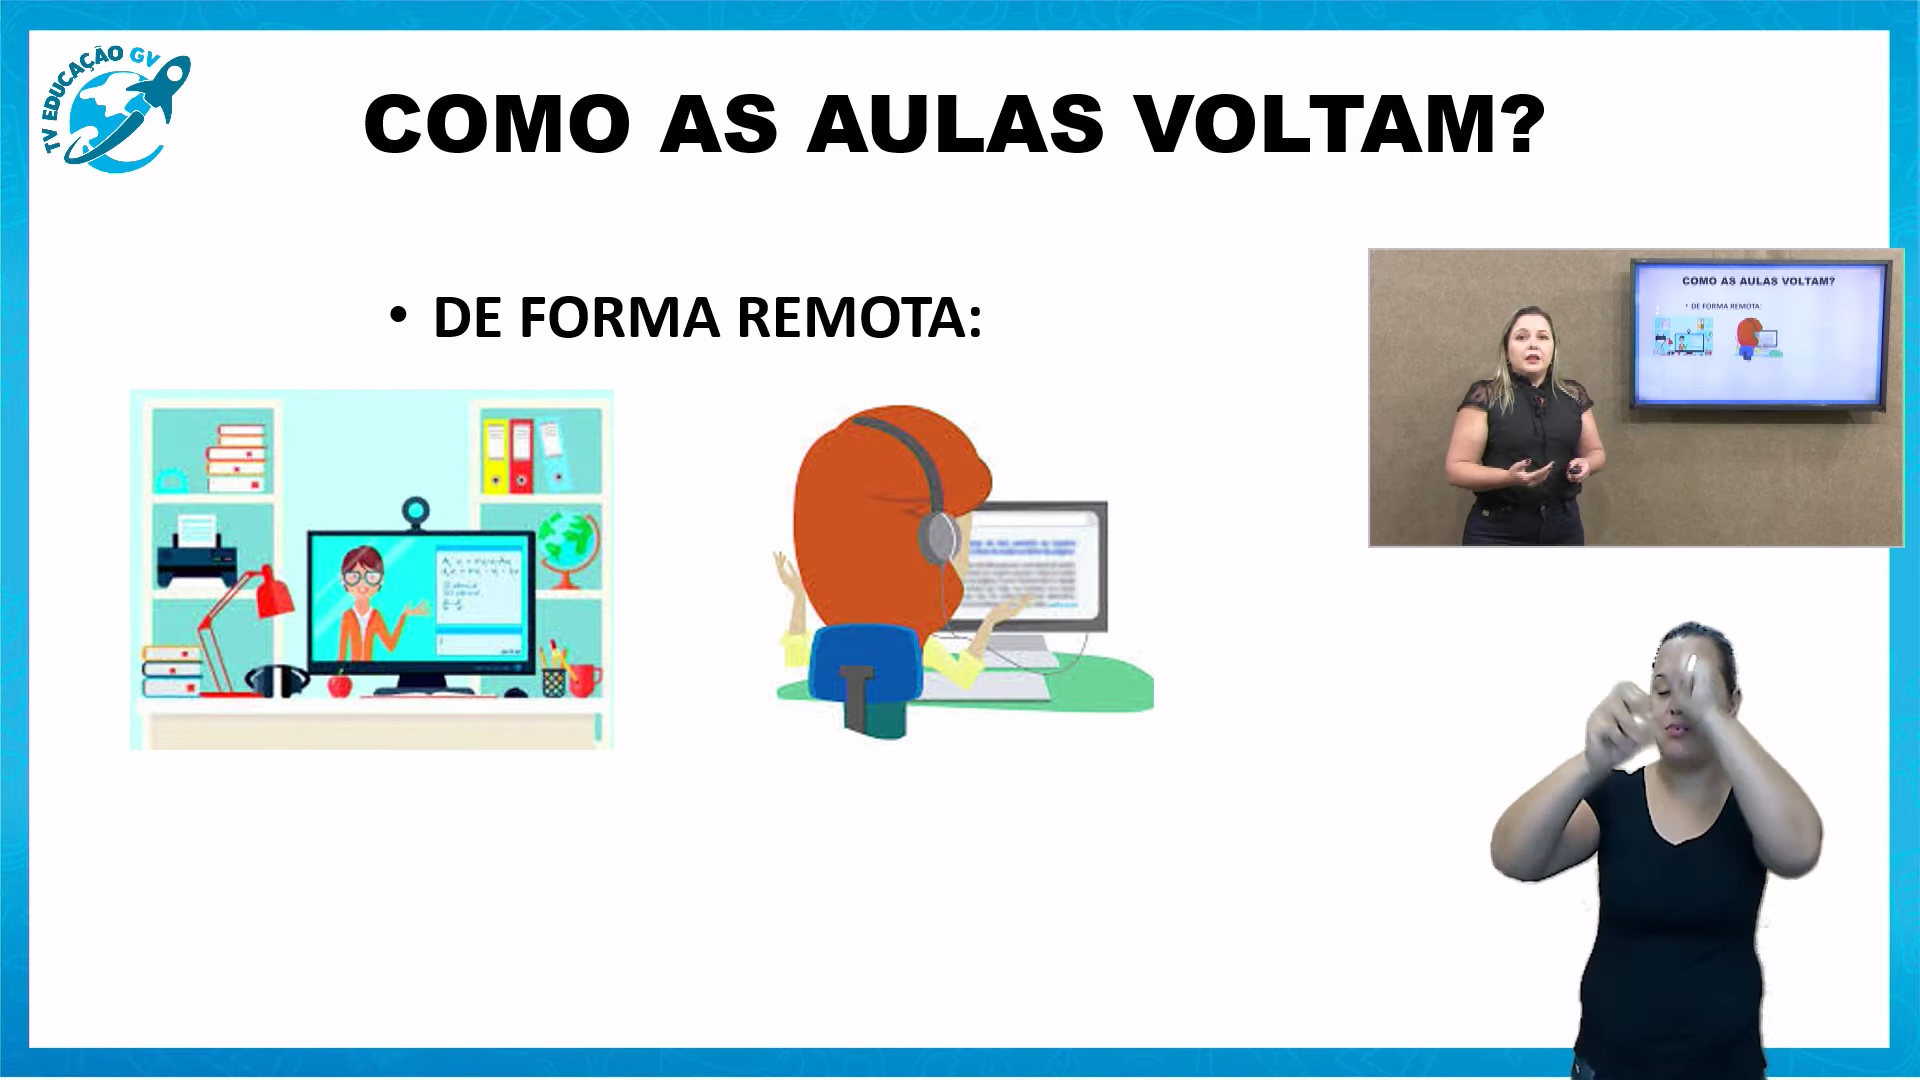 TV EDUCAÇÃO GV
COMO AS AULAS VOLTAM?
• DE FORMA REMOTA:
COMO AS AULAS VOLTAM?
• DE FORMA REMOTA: